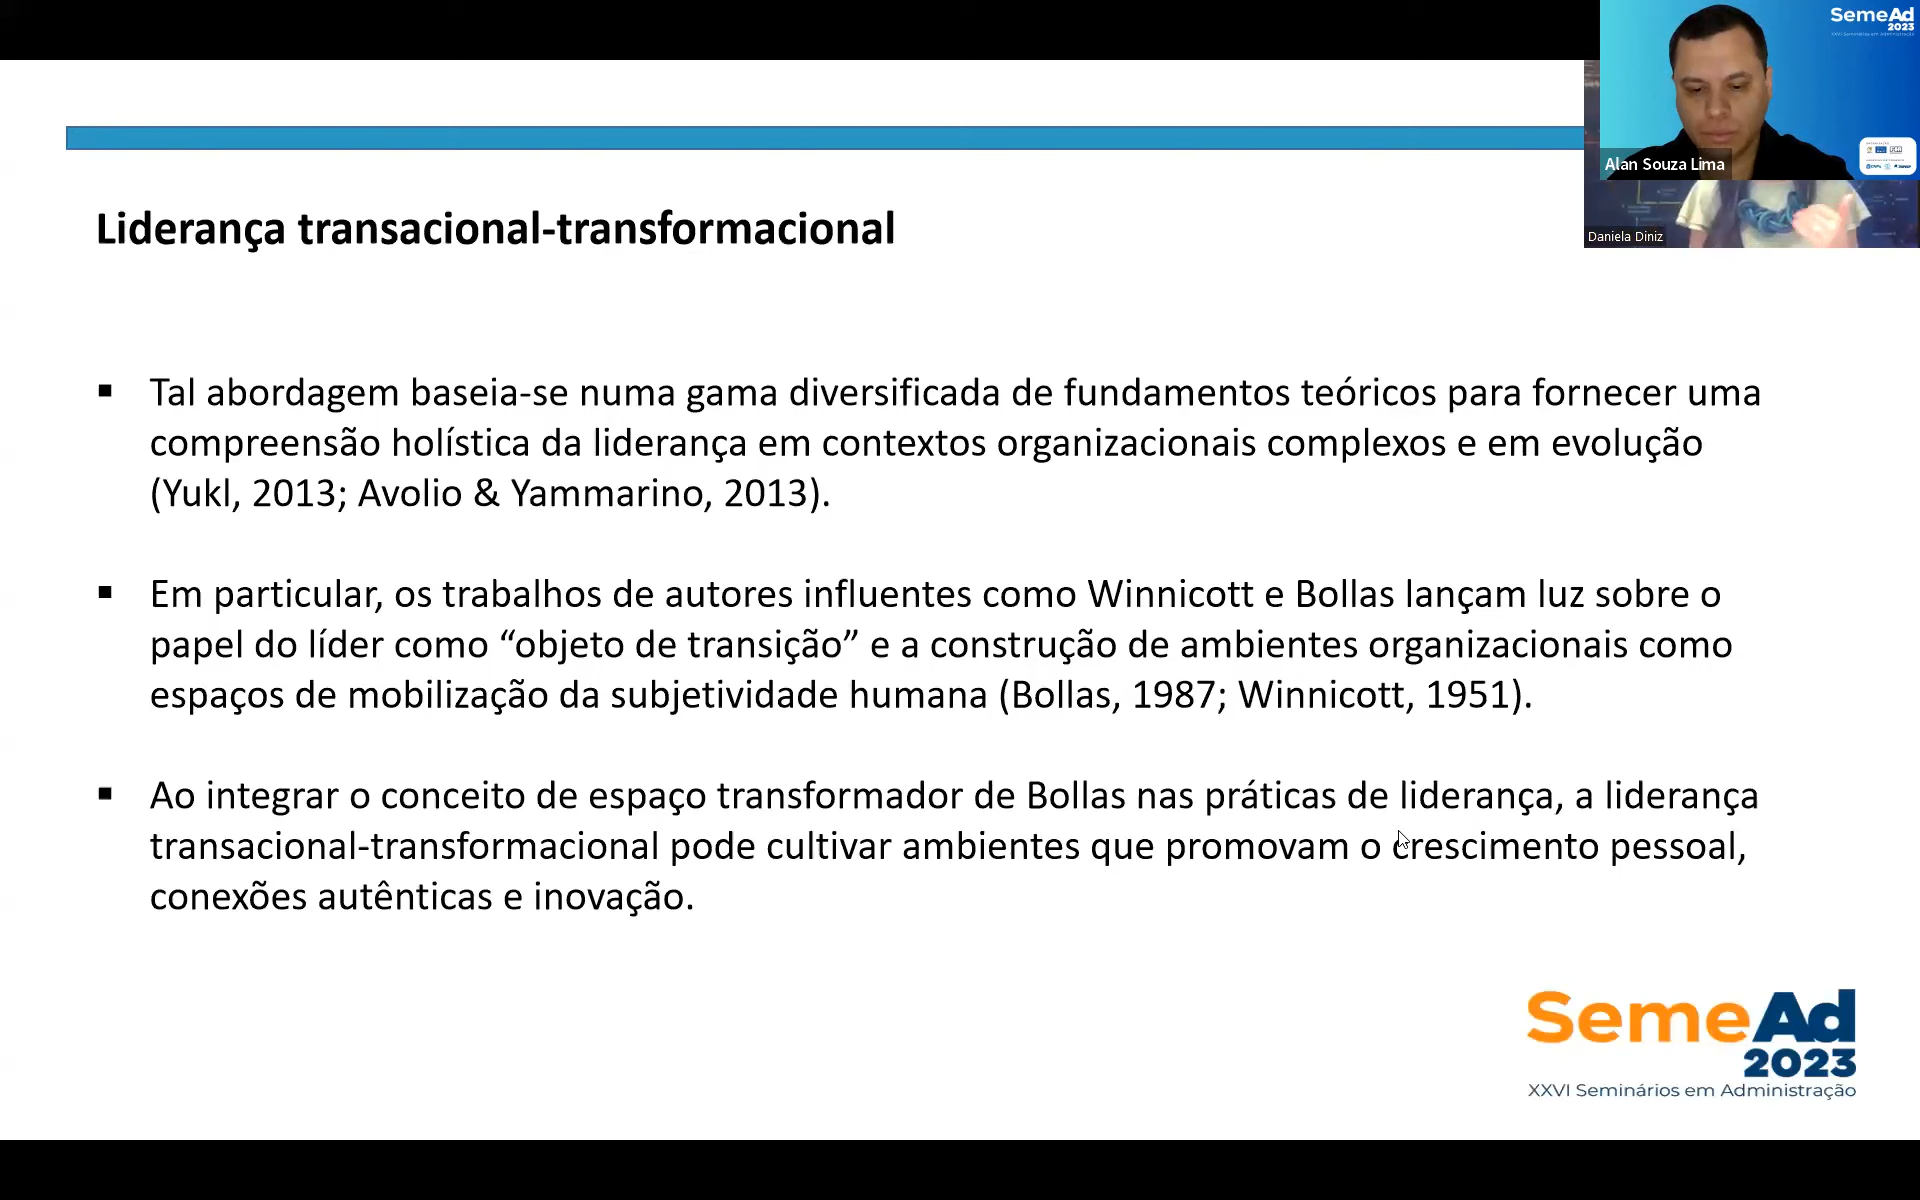 SemeAd
2023
XXVI Seminários em Administração
Alan Souza Lima
Daniela Diniz
Liderança transacional-transformacional
▪ Tal abordagem baseia-se numa gama diversificada de fundamentos teóricos para fornecer uma
compreensão holística da liderança em contextos organizacionais complexos e em evolução
(Yukl, 2013; Avolio & Yammarino, 2013).
▪ Em particular, os trabalhos de autores influentes como Winnicott e Bollas lançam luz sobre o
papel do líder como “objeto de transição” e a construção de ambientes organizacionais como
espaços de mobilização da subjetividade humana (Bollas, 1987; Winnicott, 1951).
▪ Ao integrar o conceito de espaço transformador de Bollas nas práticas de liderança, a liderança
transacional-transformacional pode cultivar ambientes que promovam o crescimento pessoal,
conexões autênticas e inovação.
SemeAd
2023
XXVI Seminários em Administração